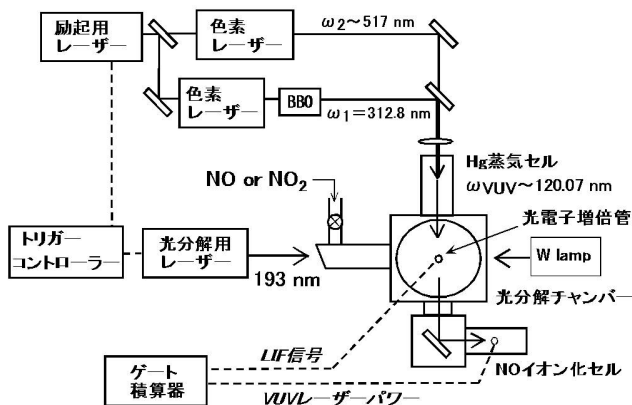 励起用
レーザー
色素
レーザー
ω2～517 nm
色素
レーザー
BBO
ω1＝312.8 nm
Hg蒸気セル
ωVUV～120.07 nm
NO or NO2
光電子増倍管
トリガー
コントローラー
光分解用
レーザー
193 nm
W lamp
光分解チャンバー
LIF信号
NOイオン化セル
ゲート
積算器
VUVレーザーパワー